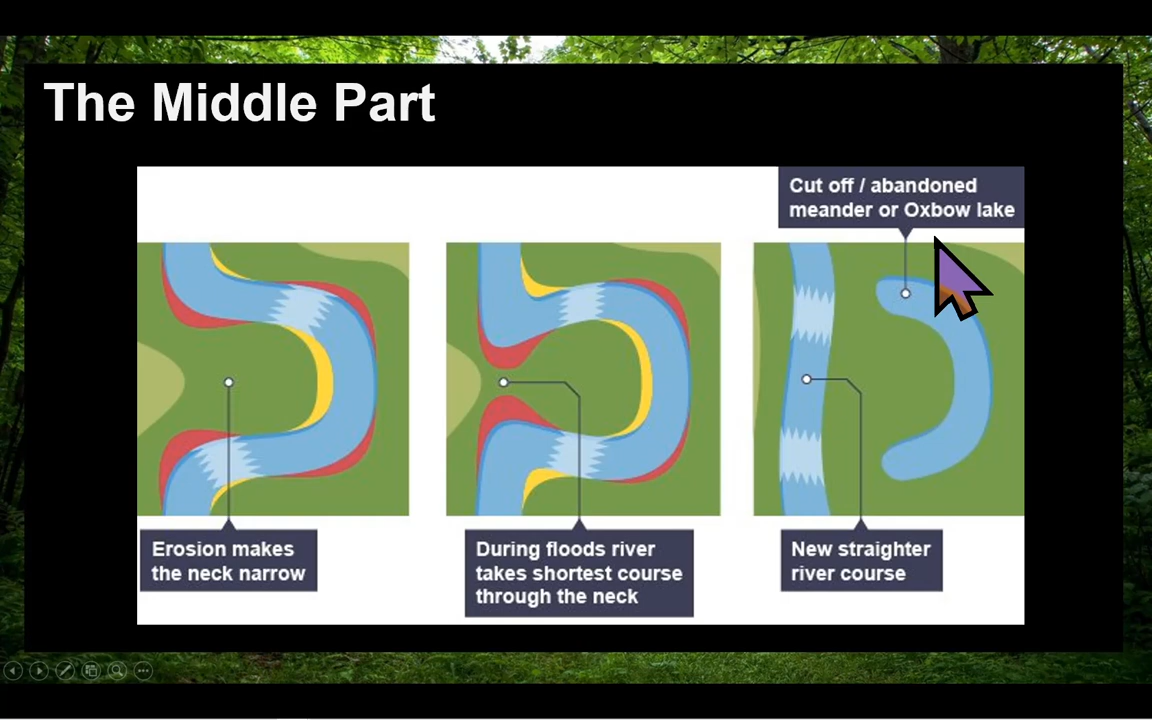 The Middle Part
Cut off / abandoned
meander or Oxbow lake
Erosion makes
the neck narrow
During floods river
takes shortest course
through the neck
New straighter
river course